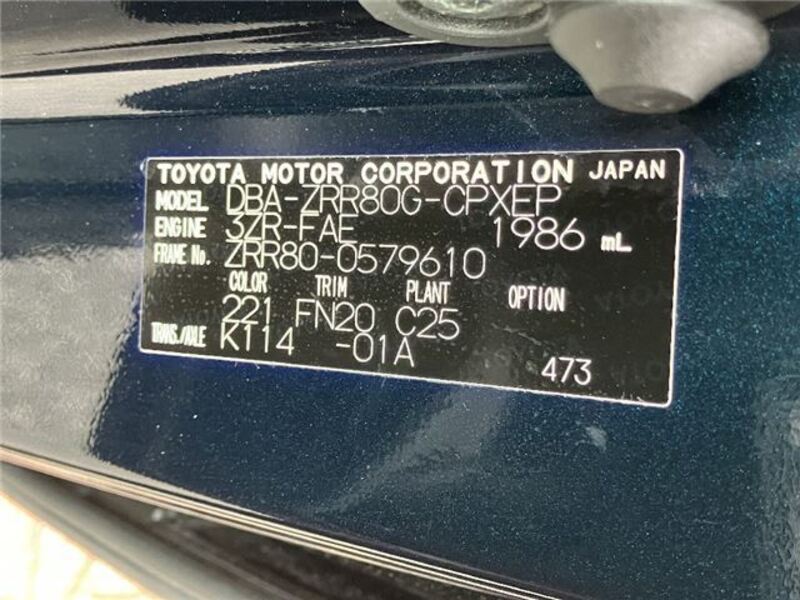 TOYOTA MOTOR CORPORATION JAPAN
MODEL DBA-ZRR80G-CPXEP
ENGINE 3ZR-FAE 1986 mL
FRAME No. ZRR80-0579610
COLOR TRIM PLANT OPTION
221 FN20 C25
TRANS./AXLE K114 -01A
473